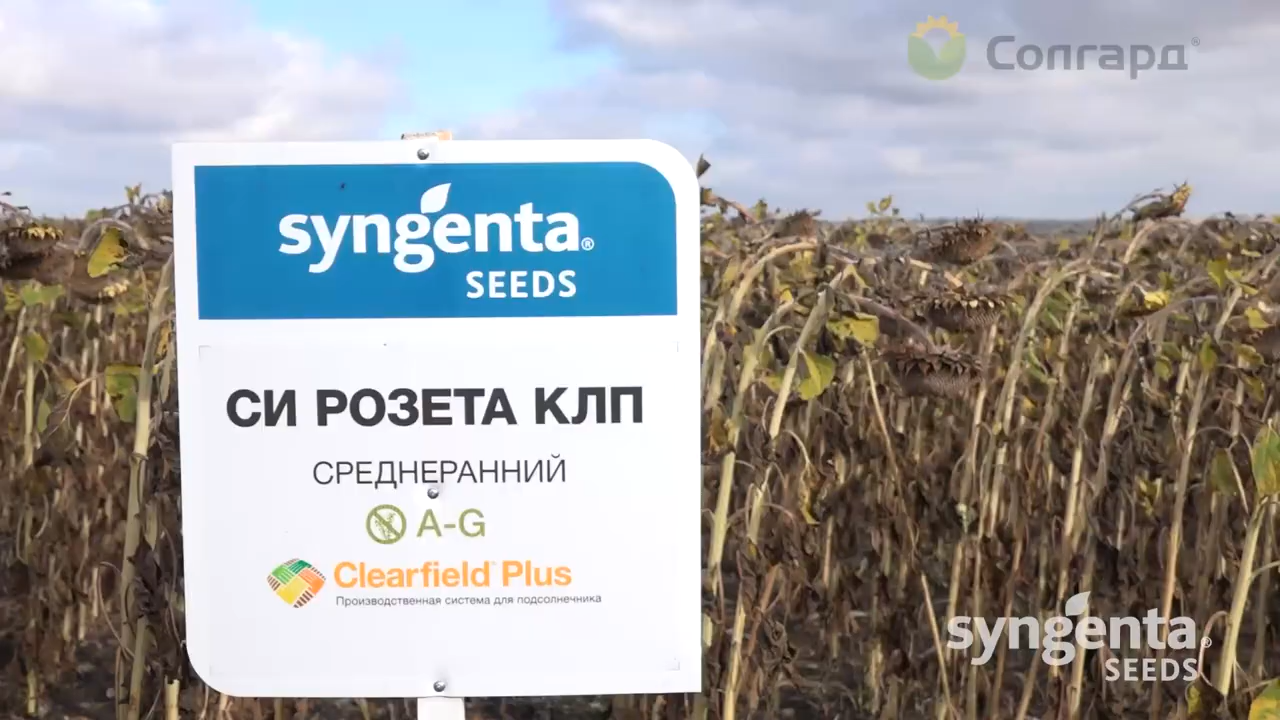 Солгард®
syngenta®
SEEDS
СИ РОЗЕТА КЛП
СРЕДНЕРАННИЙ
A-G
Clearfield® Plus
Производственная система для подсолнечника
syngenta®
SEEDS